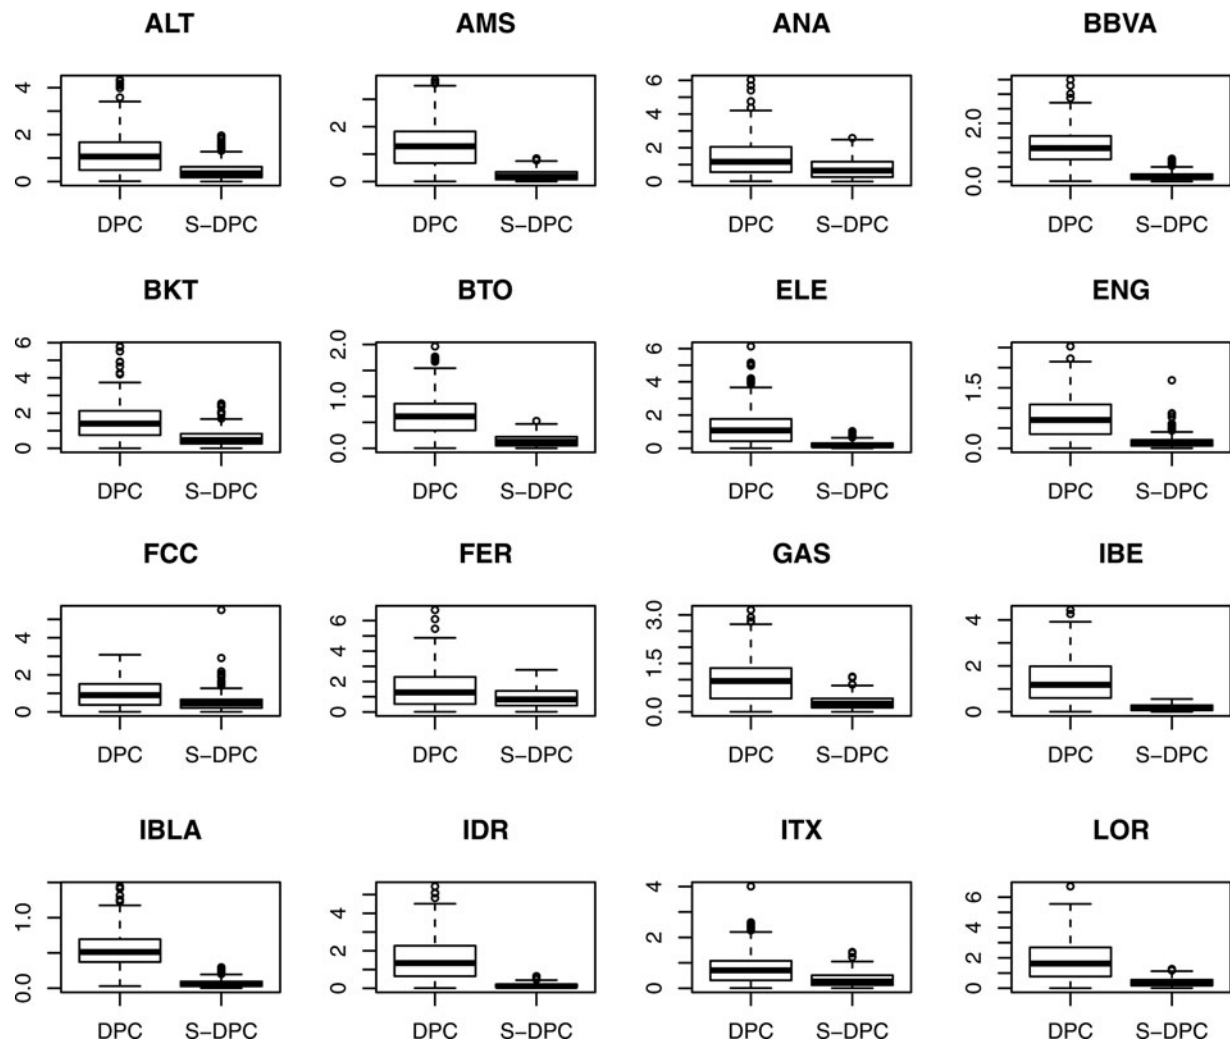 ALT AMS ANA BBVA
4 2 0 2 0 6 4 2 0 2.0 0.0
DPC S-DPC DPC S-DPC DPC S-DPC DPC S-DPC
BKT BTO ELE ENG
6 4 2 0 2.0 1.0 0.0 6 4 2 0 1.5 0.0
DPC S-DPC DPC S-DPC DPC S-DPC DPC S-DPC
FCC FER GAS IBE
4 2 0 6 4 2 0 3.0 1.5 0.0 4 2 0
DPC S-DPC DPC S-DPC DPC S-DPC DPC S-DPC
IBLA IDR ITX LOR
1.0 0.0 4 2 0 4 2 0 6 4 2 0
DPC S-DPC DPC S-DPC DPC S-DPC DPC S-DPC